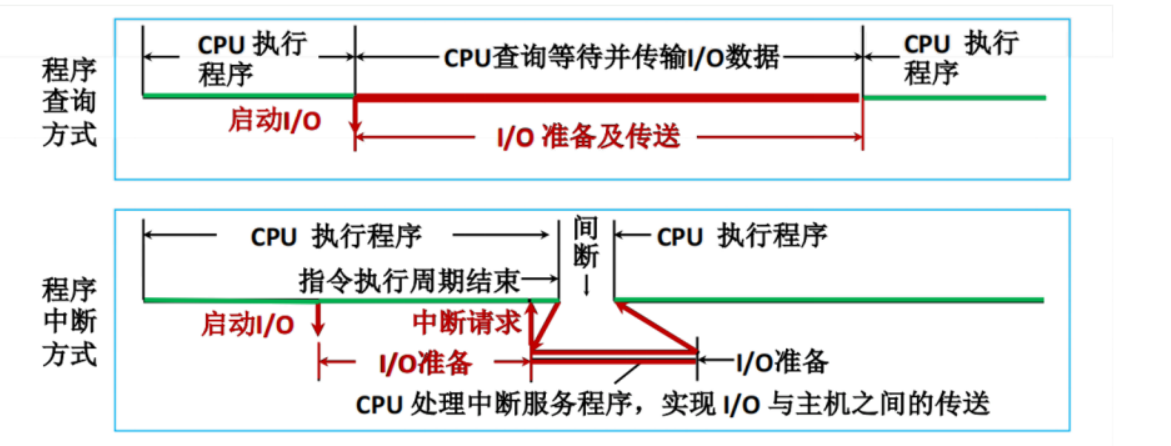 程序
查询
方式
CPU 执行
程序
CPU查询等待并传输I/O数据
CPU 执行
程序
启动I/O
I/O 准备及传送
程序
中断
方式
CPU 执行程序
间
断
CPU 执行程序
指令执行周期结束
启动I/O
中断请求
I/O准备
I/O准备
CPU 处理中断服务程序，实现 I/O 与主机之间的传送